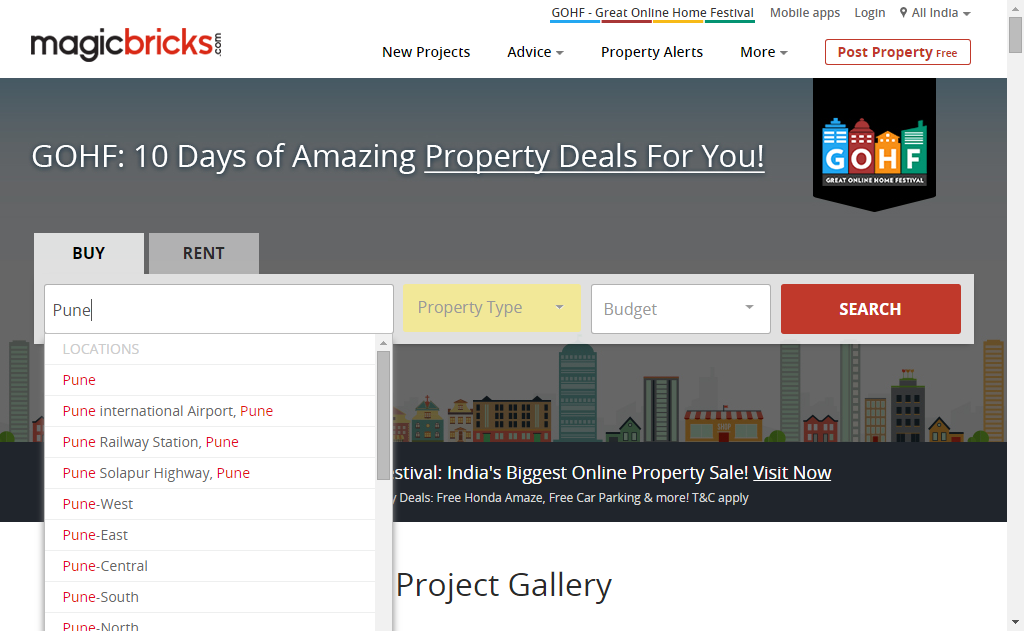 GOHF - Great Online Home Festival Mobile apps Login All India
magicbricks.com
New Projects Advice Property Alerts More Post Property Free
GOHF: 10 Days of Amazing Property Deals For You!
GOHF
GREAT ONLINE HOME FESTIVAL
BUY RENT
Pune Property Type Budget SEARCH
LOCATIONS
Pune
Pune international Airport, Pune
Pune Railway Station, Pune
Pune Solapur Highway, Pune
Pune-West
Pune-East
Pune-Central
Pune-South
Pune-North
SHOP
estival: India's Biggest Online Property Sale! Visit Now
y Deals: Free Honda Amaze, Free Car Parking & more! T&C apply
Project Gallery